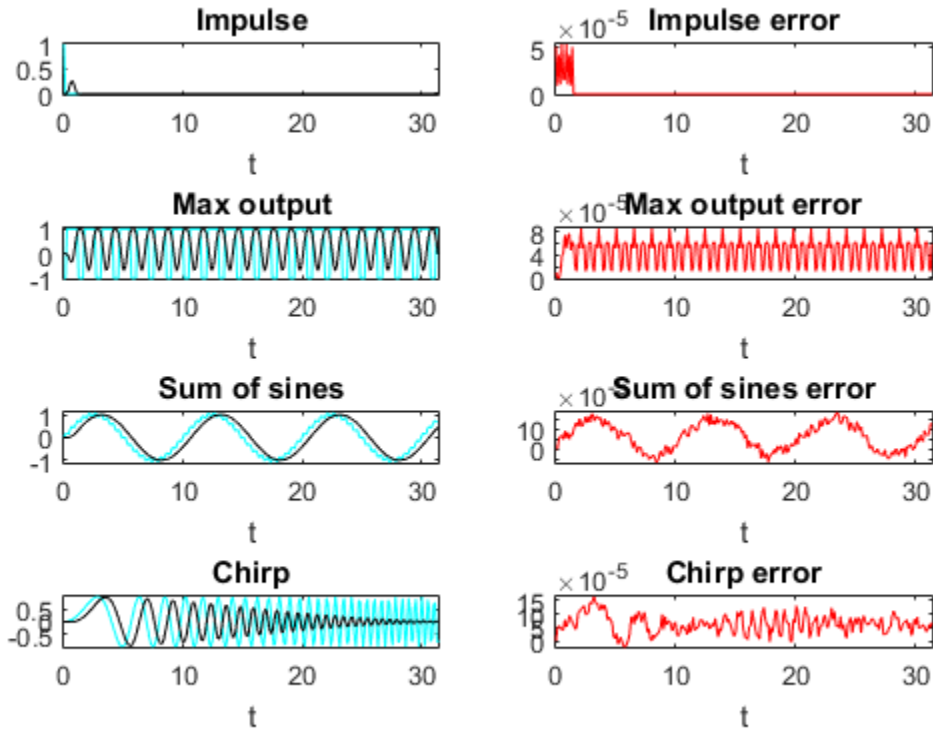 Impulse
1
0.5
0
0 10 20 30
t
Impulse error
× 10-5
5
0
0 10 20 30
t
Max output
1
0
-1
0 10 20 30
t
Max output error
8
4
0
0 10 20 30
t
Sum of sines
1
0
-1
0 10 20 30
t
Sum of sines error
10
0
0 10 20 30
t
Chirp
0.5
-0.5
0 10 20 30
t
Chirp error
× 10-5
15
10
5
0
0 10 20 30
t